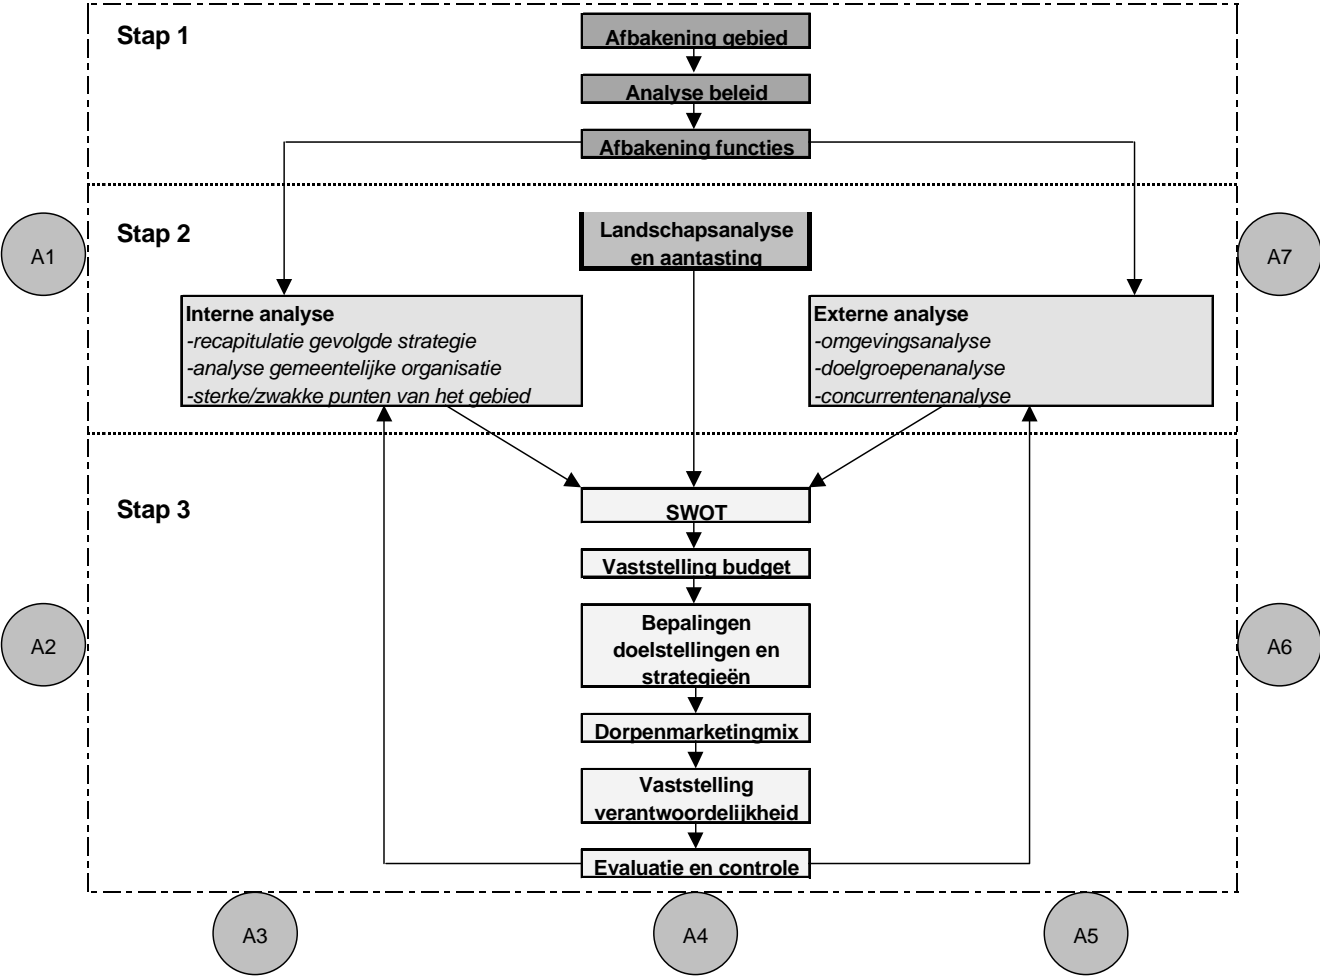 Stap 1
Afbakening gebied
Analyse beleid
Afbakening functies
Stap 2
Landschapsanalyse
en aantasting
A1
A7
Interne analyse
-recapitulatie gevolgde strategie
-analyse gemeentelijke organisatie
-sterke/zwakke punten van het gebied
Externe analyse
-omgevingsanalyse
-doelgroepenanalyse
-concurrentenanalyse
Stap 3
SWOT
Vaststelling budget
Bepalingen
doelstellingen en
strategieën
A2
A6
Dorpenmarketingmix
Vaststelling
verantwoordelijkheid
Evaluatie en controle
A3
A4
A5